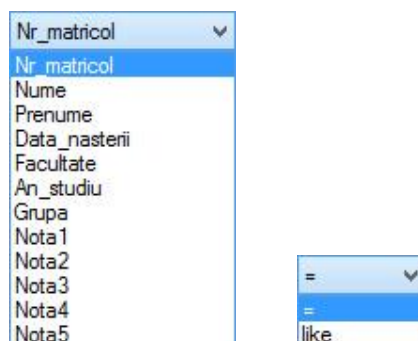 Nr_matricol
Nr_matricol
Nume
Prenume
Data_nasterii
Facultate
An_studiu
Grupa
Nota1
Nota2
Nota3
Nota4
Nota5
=
=
like